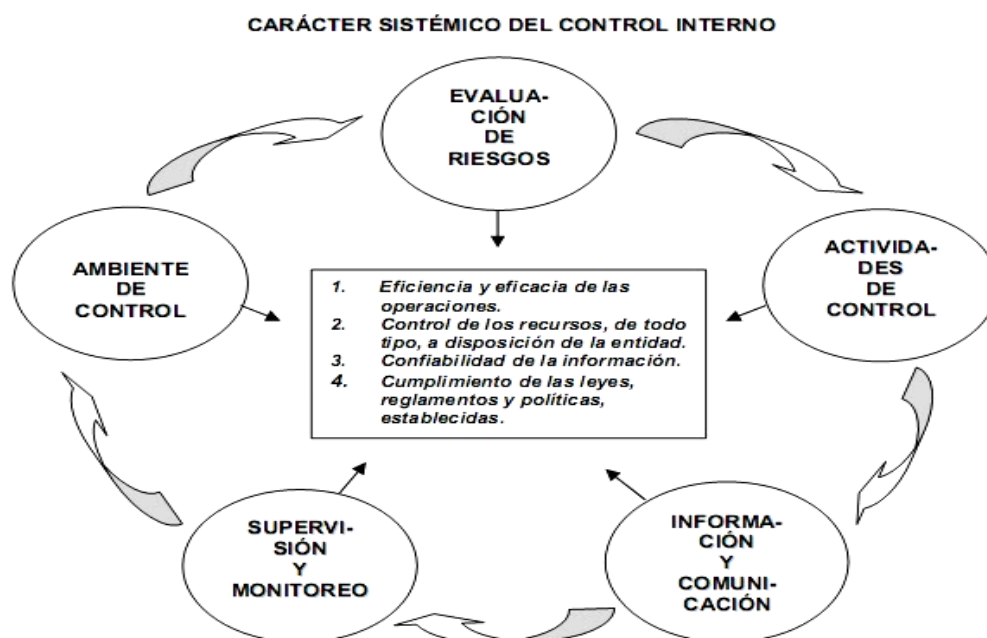 CARÁCTER SISTÉMICO DEL CONTROL INTERNO
EVALUA-
CIÓN
DE
RIESGOS
AMBIENTE
DE
CONTROL
ACTIVIDA-
DES
DE
CONTROL
1. Eficiencia y eficacia de las
operaciones.
2. Control de los recursos, de todo
tipo, a disposición de la entidad.
3. Confiabilidad de la información.
4. Cumplimiento de las leyes,
reglamentos y políticas,
establecidas.
SUPERVI-
SIÓN
Y
MONITOREO
INFORMA-
CIÓN
Y
COMUNI-
CACIÓN